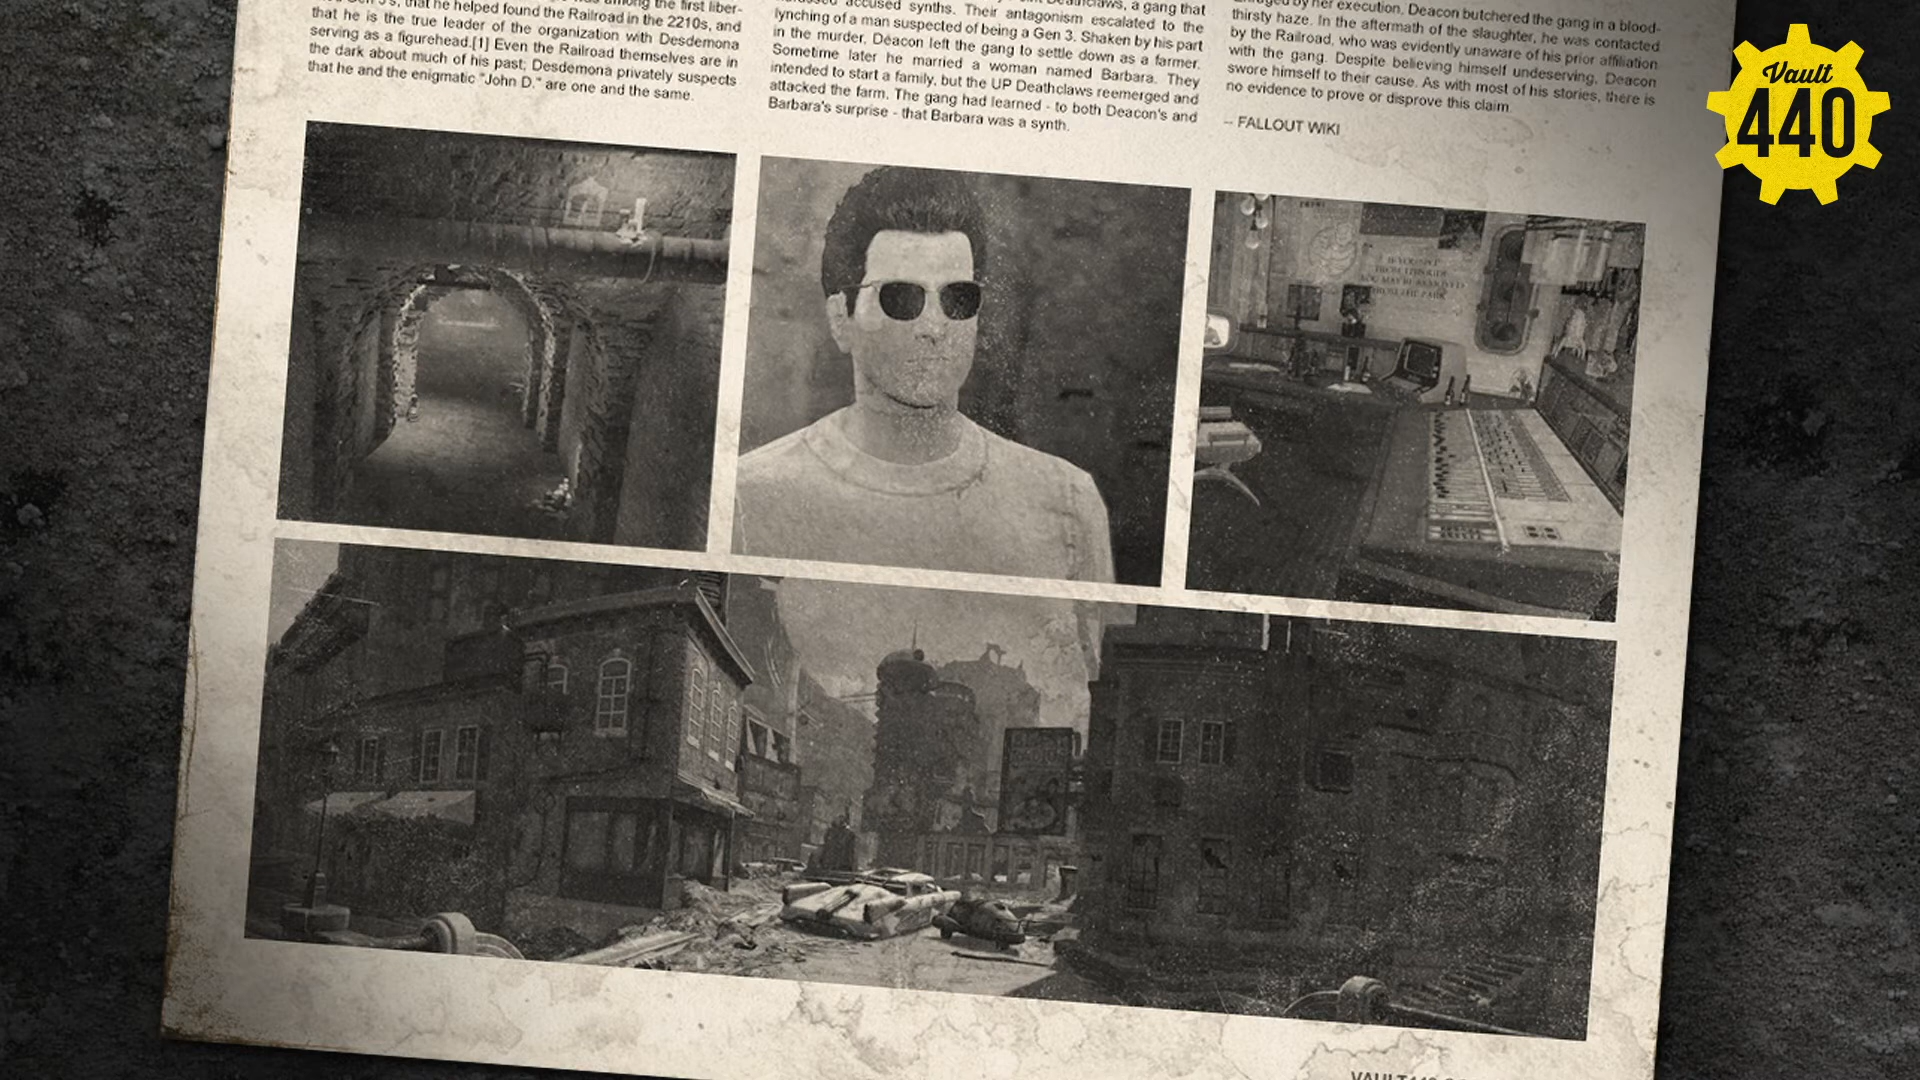 that he helped found the Railroad in the 2210s, and
that he is the true leader of the organization with Desdemona
serving as a figurehead.[1] Even the Railroad themselves are in
the dark about much of his past; Desdemona privately suspects
that he and the enigmatic "John D." are one and the same.
accused synths. Their antagonism escalated to the
lynching of a man suspected of being a Gen 3. Shaken by his part
in the murder, Deacon left the gang to settle down as a farmer.
Sometime later he married a woman named Barbara. They
intended to start a family, but the UP Deathclaws reemerged and
attacked the farm. The gang had learned - to both Deacon's and
Barbara's surprise - that Barbara was a synth.
by her execution, Deacon butchered the gang in a blood-
thirsty haze. In the aftermath of the slaughter, he was contacted
by the Railroad, who was evidently unaware of his prior affiliation
with the gang. Despite believing himself undeserving, Deacon
swore himself to their cause. As with most of his stories, there is
no evidence to prove or disprove this claim.
-- FALLOUT WIKI
Vault
440